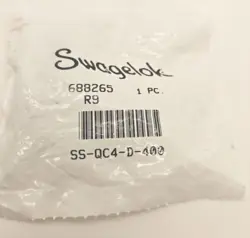 Swagelok
688265 1 PC.
R9
SS-QC4-D-400